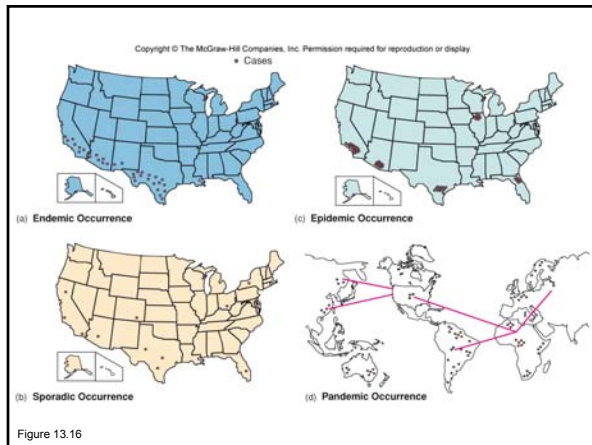 Copyright © The McGraw-Hill Companies, Inc. Permission required for reproduction or display.
Cases
(a) Endemic Occurrence
(c) Epidemic Occurrence
(b) Sporadic Occurrence
(d) Pandemic Occurrence
Figure 13.16